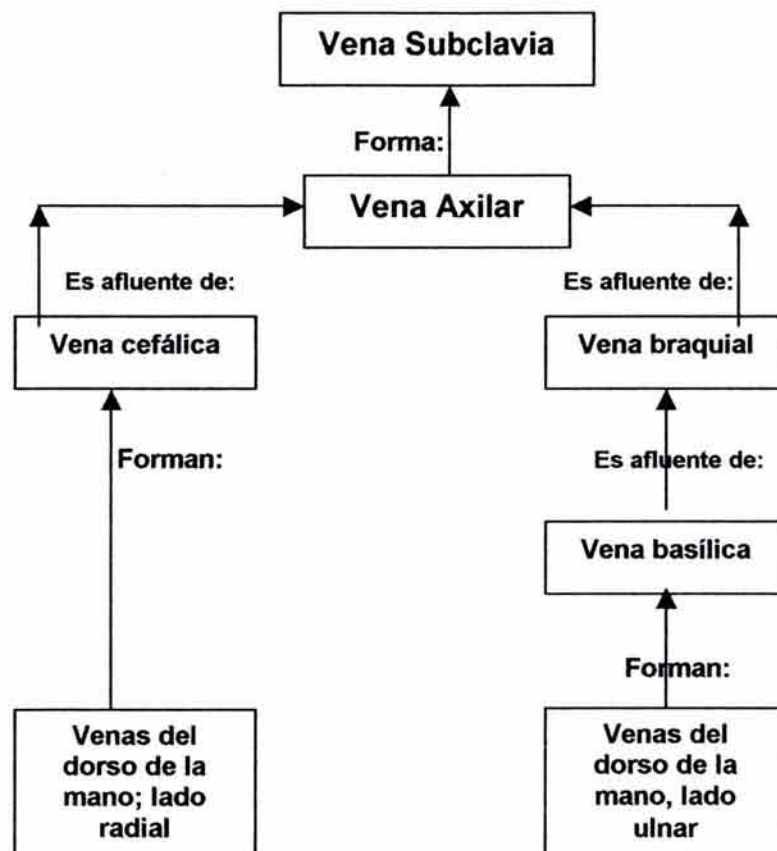 Vena Subclavia
Forma:
Vena Axilar
Es afluente de:
Es afluente de:
Vena cefálica
Vena braquial
Forman:
Es afluente de:
Vena basílica
Forman:
Venas del
dorso de la
mano; lado
radial
Venas del
dorso de la
mano, lado
ulnar